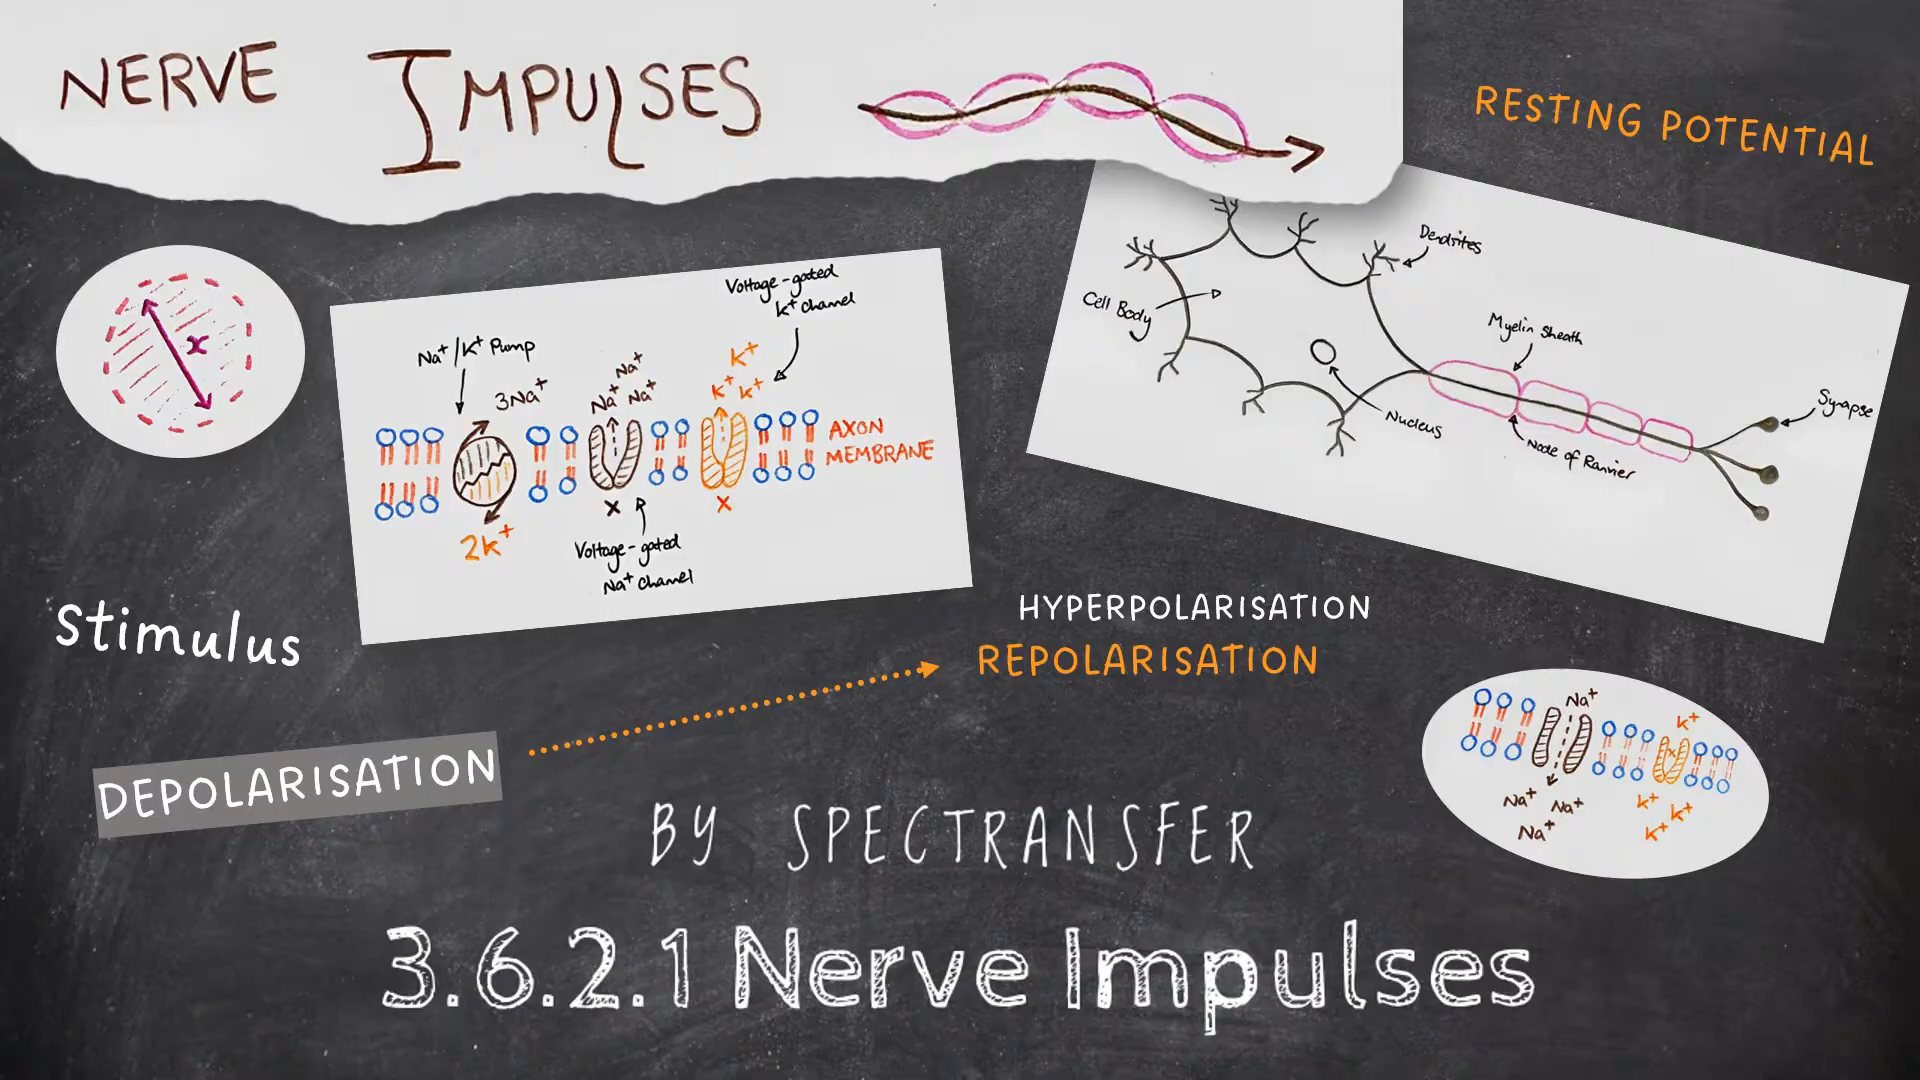 NERVE IMPULSES
RESTING POTENTIAL
x
Na⁺/K⁺ Pump
3Na⁺
2K⁺
Na⁺
Na⁺ Na⁺
Voltage-gated
Na⁺ channel
X
Voltage-gated
K⁺ channel
K⁺
K⁺ K⁺
X
AXON
MEMBRANE
Dendrites
Cell Body
Nucleus
Myelin Sheath
Node of Ranvier
Synapse
Stimulus
HYPERPOLARISATION
REPOLARISATION
DEPOLARISATION
Na⁺
K⁺
x
Na⁺ Na⁺
Na⁺
K⁺ K⁺
K⁺
BY SPECTRANSFER
3.6.2.1 Nerve Impulses